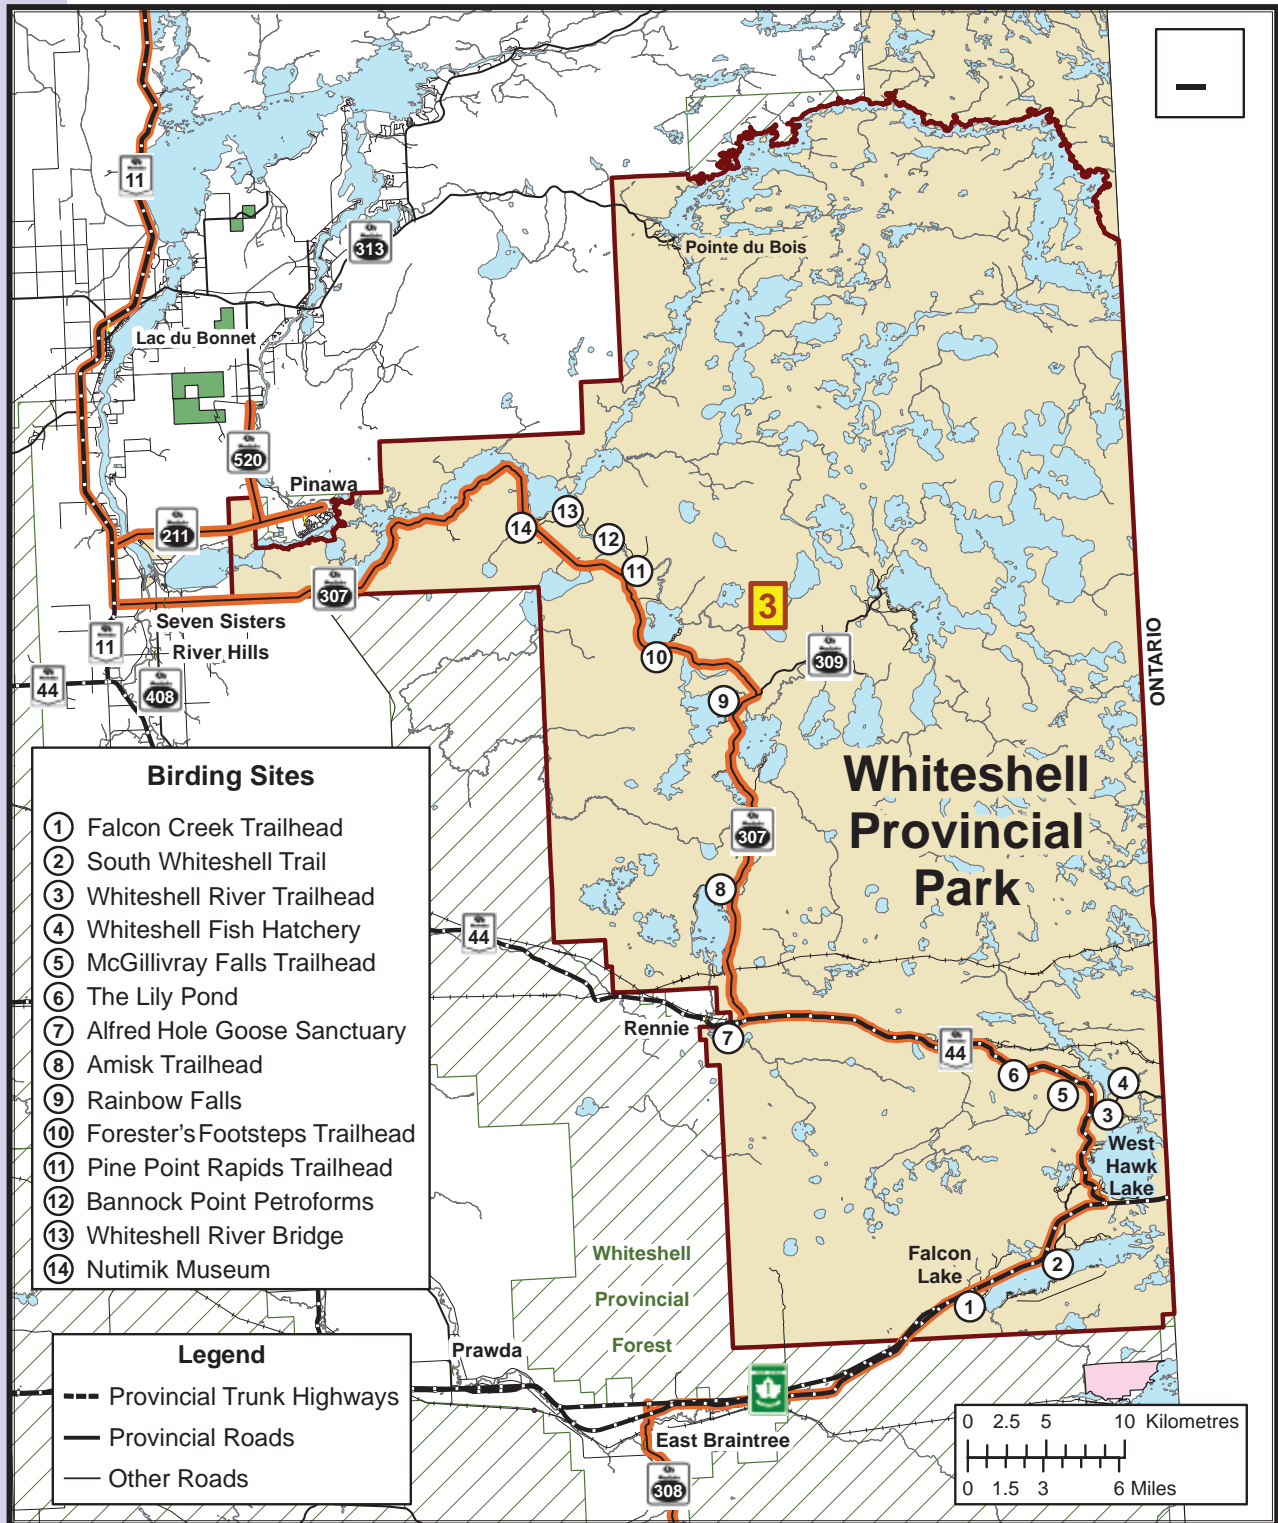 11
313
Pointe du Bois
Lac du Bonnet
520
Pinawa
211
307
14
13
12
11
3
Seven Sisters
River Hills
11
44
408
10
309
9
ONTARIO
Whiteshell
Provincial
Park
307
8
Birding Sites
1 Falcon Creek Trailhead
2 South Whiteshell Trail
3 Whiteshell River Trailhead
4 Whiteshell Fish Hatchery
5 McGillivray Falls Trailhead
6 The Lily Pond
7 Alfred Hole Goose Sanctuary
8 Amisk Trailhead
9 Rainbow Falls
10 Forester's Footsteps Trailhead
11 Pine Point Rapids Trailhead
12 Bannock Point Petroforms
13 Whiteshell River Bridge
14 Nutimik Museum
44
Rennie
7
44
6
5
4
3
West
Hawk
Lake
Whiteshell
Provincial
Forest
Falcon
Lake
2
1
Legend
Provincial Trunk Highways
Provincial Roads
Other Roads
Prawda
1
East Braintree
308
0 2.5 5 10 Kilometres
0 1.5 3 6 Miles